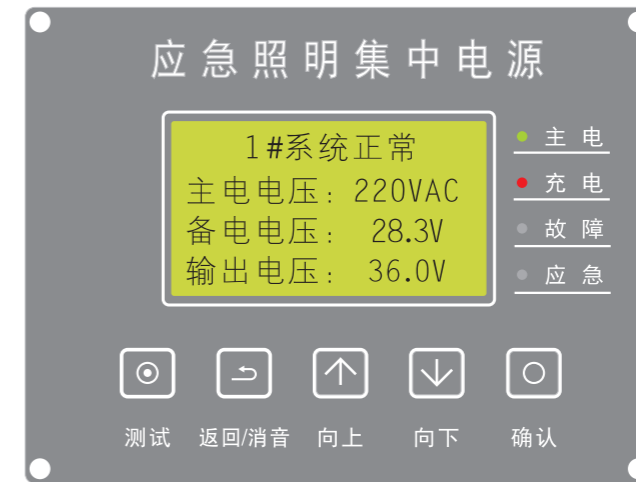 应急照明集中电源
1#系统正常
主电电压: 220VAC
备电电压: 28.3V
输出电压: 36.0V
主电
充电
故障
应急
测试 返回/消音 向上 向下 确认